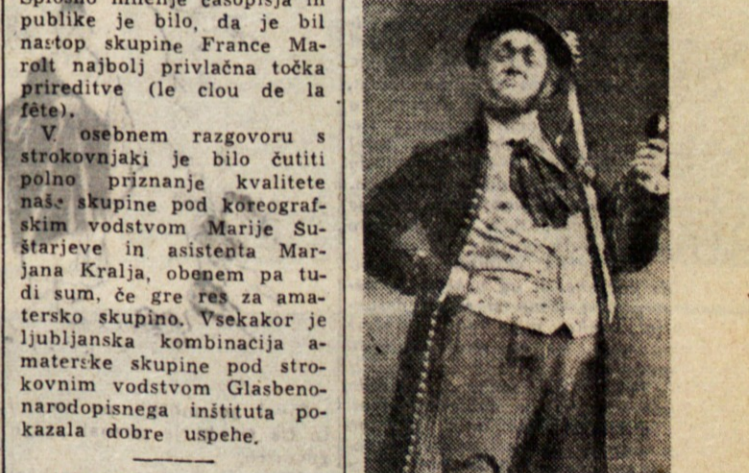 Splošno mnenje časopisja in
publike je bilo, da je bil
nastop skupine France Ma-
rolt najbolj privlačna točka
prireditve (le clou de la
fête).
V osebnem razgovoru s
strokovnjaki je bilo čutiti
polno priznanje kvalitete
naše skupine pod koreograf-
skim vodstvom Marije Šu-
štarjeve in asistenta Mar-
jana Kralja, obenem pa tu-
di sum, če gre res za ama-
tersko skupino. Vsekakor je
ljubljanska kombinacija a-
materske skupine pod stro-
kovnim vodstvom Glasbeno-
narodopisnega inštituta po-
kazala dobre uspehe.